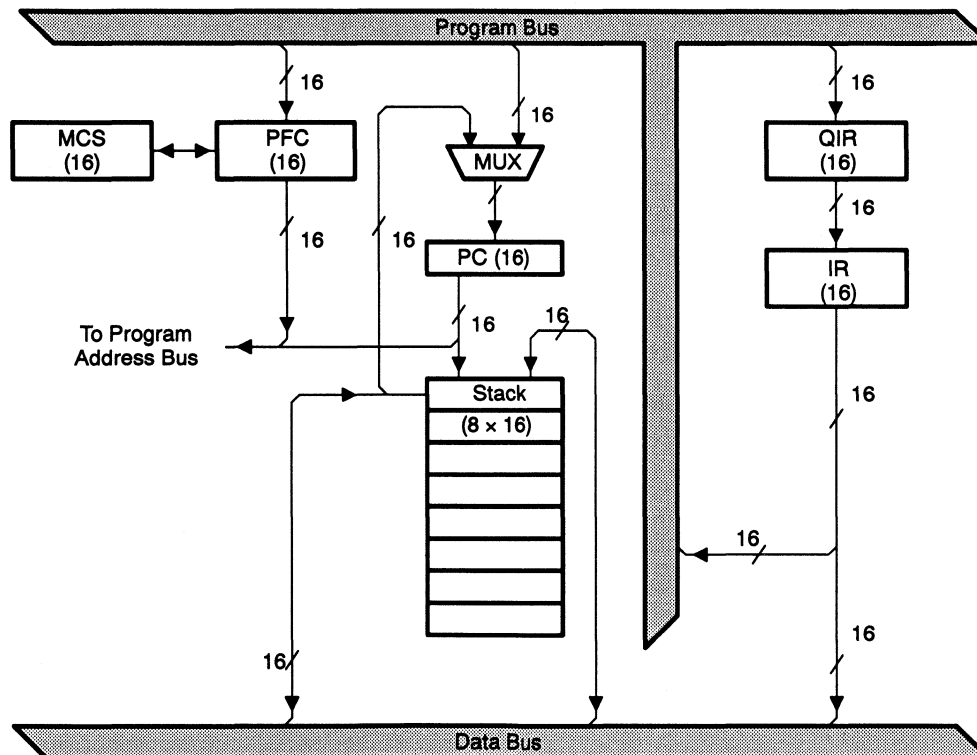 Program Bus
16
16
16
MCS
(16)
PFC
(16)
MUX
QIR
(16)
16
16
16
PC (16)
IR
(16)
16
16
To Program
Address Bus
Stack
(8 × 16)
16
16
16
16
Data Bus